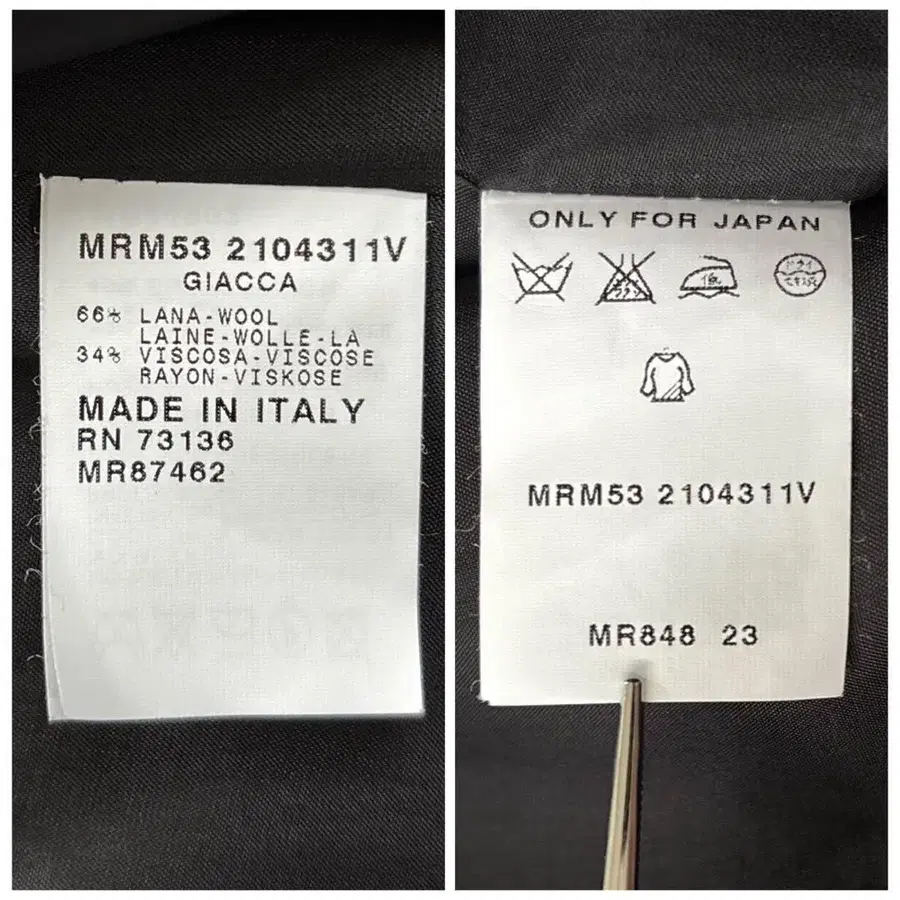 MRM53 2104311V
GIACCA
66% LANA-WOOL
LAINE-WOLLE-LA
34% VISCOSA-VISCOSE
RAYON-VISKOSE
MADE IN ITALY
RN 73136
MR87462
ONLY FOR JAPAN
低
MRM53 2104311V
MR848 23